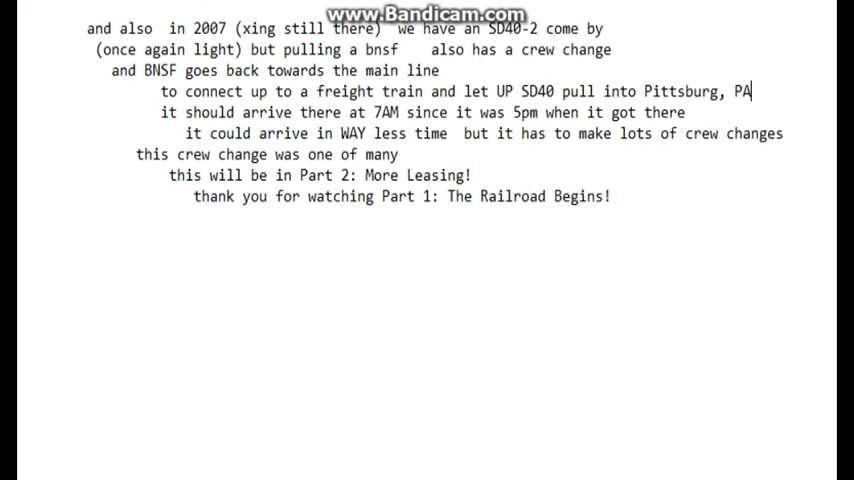 www.Bandicam.com
and also in 2007 (xing still there) we have an SD40-2 come by
(once again light) but pulling a bnsf also has a crew change
and BNSF goes back towards the main line
to connect up to a freight train and let UP SD40 pull into Pittsburg, PA
it should arrive there at 7AM since it was 5pm when it got there
it could arrive in WAY less time but it has to make lots of crew changes
this crew change was one of many
this will be in Part 2: More Leasing!
thank you for watching Part 1: The Railroad Begins!